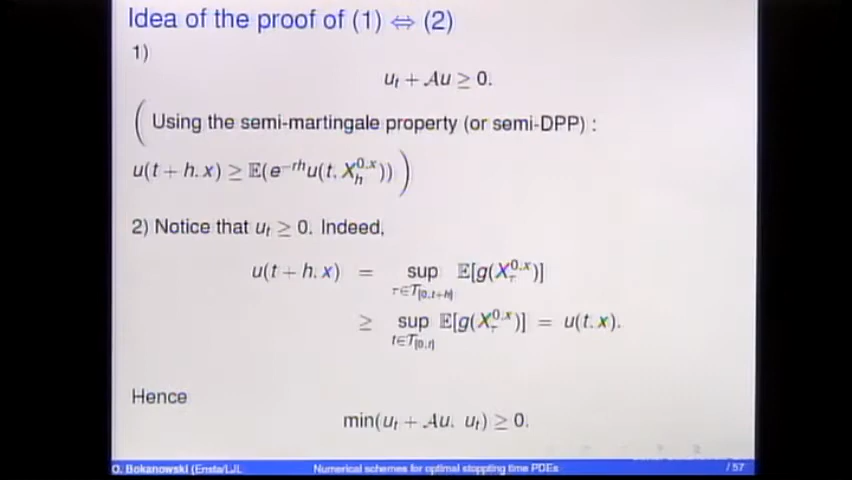 Idea of the proof of (1) ⇔ (2)
1)
u_t + 𝒜u ≥ 0.
( Using the semi-martingale property (or semi-DPP) :
u(t + h, x) ≥ 𝔼(e^{-rh}u(t, X_h^{0,x})) )
2) Notice that u_t ≥ 0. Indeed,
u(t + h, x) = sup_{τ∈T_{[0,t+h]}} 𝔼[g(X_τ^{0,x})]
≥ sup_{t∈T_{[0,t]}} 𝔼[g(X_τ^{0,x})] = u(t, x).
Hence
min(u_t + 𝒜u, u_t) ≥ 0.
O. Bokanowski (Ensta/LJL Numerical schemes for optimal stoppting time PDEs / 57